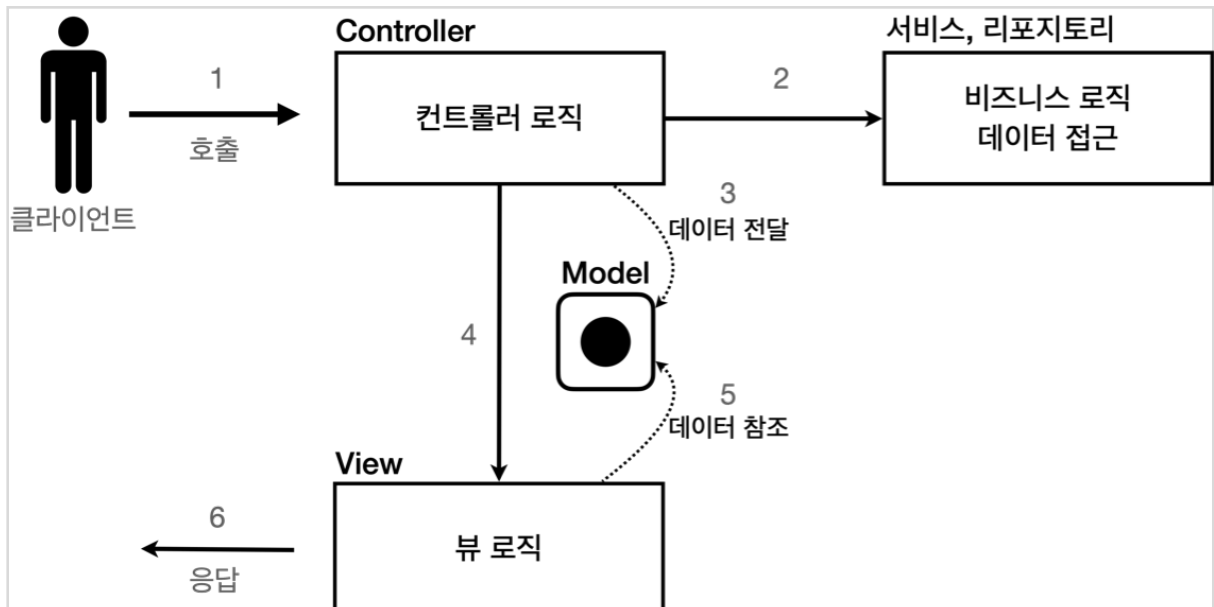 Controller
서비스, 리포지토리
1
호출
컨트롤러 로직
2
비즈니스 로직
데이터 접근
클라이언트
3
데이터 전달
Model
4
5
데이터 참조
View
뷰 로직
6
응답